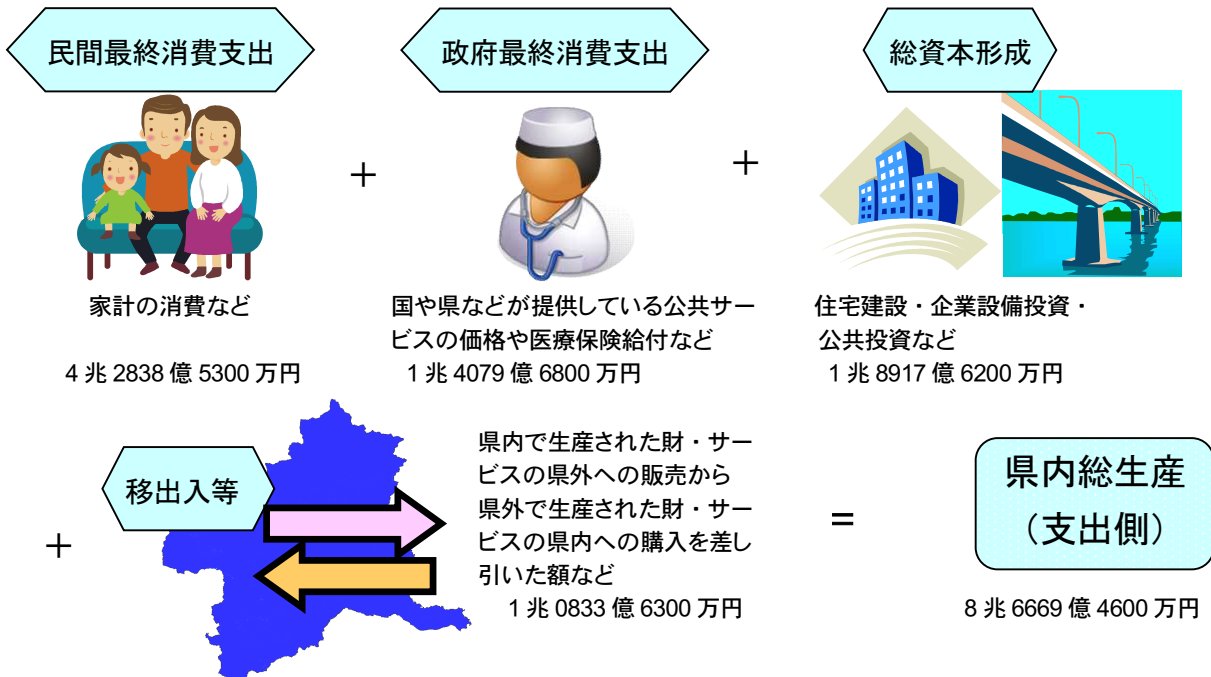 民間最終消費支出
政府最終消費支出
総資本形成
+
+
家計の消費など
4 兆 2838 億 5300 万円
国や県などが提供している公共サー
ビスの価格や医療保険給付など
1 兆 4079 億 6800 万円
住宅建設・企業設備投資・
公共投資など
1 兆 8917 億 6200 万円
+
移出入等
県内で生産された財・サー
ビスの県外への販売から
県外で生産された財・サー
ビスの県内への購入を差し
引いた額など
1 兆 0833 億 6300 万円
=
県内総生産
（支出側）
8 兆 6669 億 4600 万円